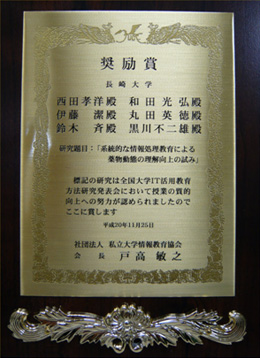 奨励賞
長崎大学
西田孝洋殿 和田光弘殿
伊藤 潔殿 丸田英徳殿
鈴木 斉殿 黒川不二雄殿
研究題目：「系統的な情報処理教育による
薬物動態の理解向上の試み」
標記の研究は全国大学IT活用教育
方法研究発表会において授業の質的
向上への努力が認められましたので
ここに賞します
平成20年11月25日
社団法人 私立大学情報教育協会
会長 戸高敏之